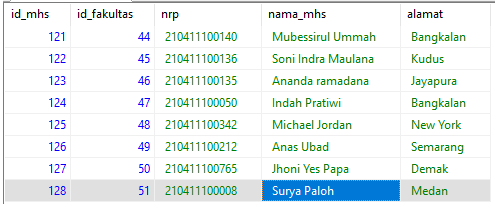 id_mhs id_fakultas nrp nama_mhs alamat
121 44 210411100140 Mubessirul Ummah Bangkalan
122 45 210411100136 Soni Indra Maulana Kudus
123 46 210411100135 Ananda ramadana Jayapura
124 47 210411100050 Indah Pratiwi Bangkalan
125 48 210411100342 Michael Jordan New York
126 49 210411100212 Anas Ubad Semarang
127 50 210411100765 Jhoni Yes Papa Demak
128 51 210411100008 Surya Paloh Medan